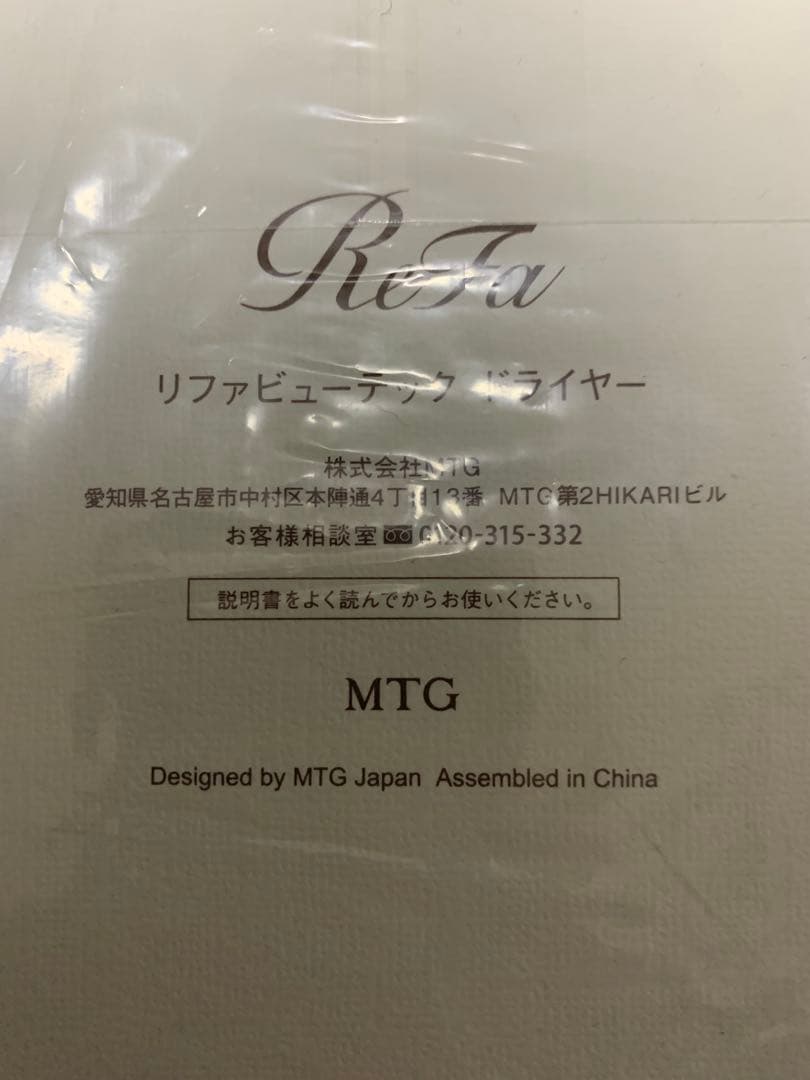 ReFa
リファビューテック ドライヤー
株式会社MTG
愛知県名古屋市中村区本陣通4丁目13番 MTG第2HIKARIビル
お客様相談室 0120-315-332
説明書をよく読んでからお使いください。
MTG
Designed by MTG Japan Assembled in China